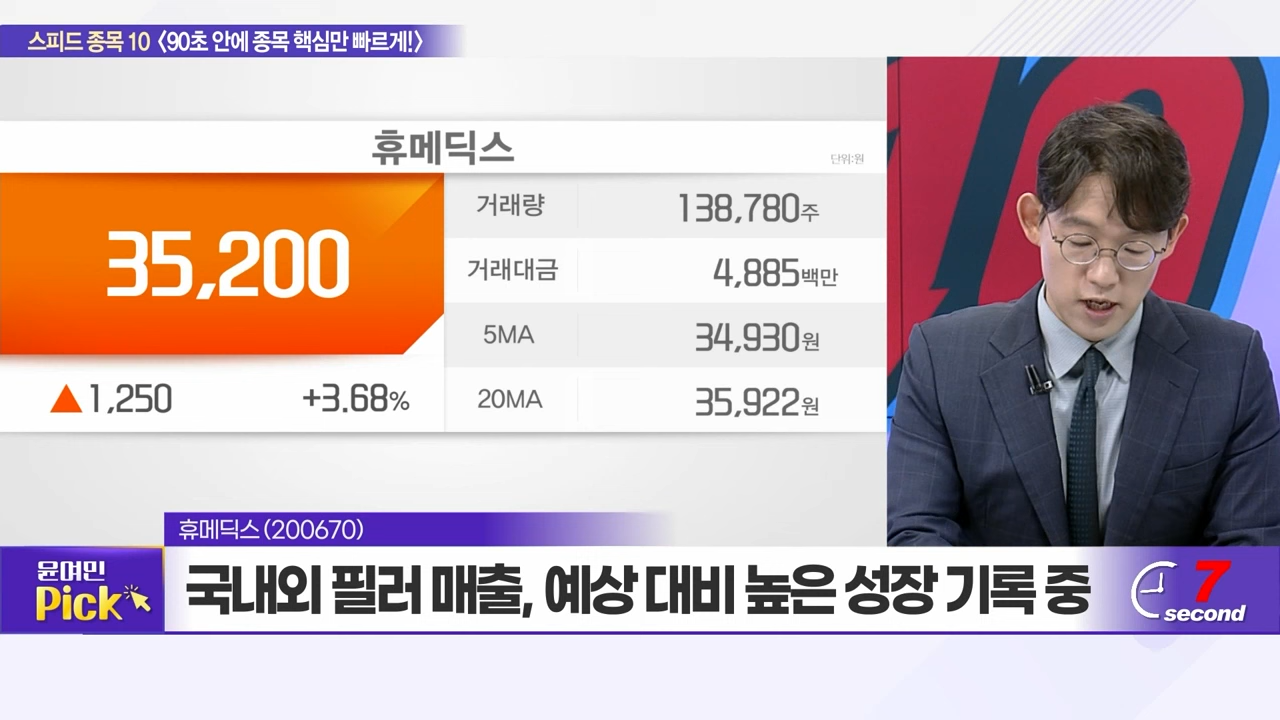 스피드 종목 10 〈90초 안에 종목 핵심만 빠르게!〉
휴메딕스
단위:원
35,200
▲1,250 +3.68%
거래량 138,780주
거래대금 4,885백만
5MA 34,930원
20MA 35,922원
휴메딕스 (200670)
윤여민
Pick
국내외 필러 매출, 예상 대비 높은 성장 기록 중
7
second